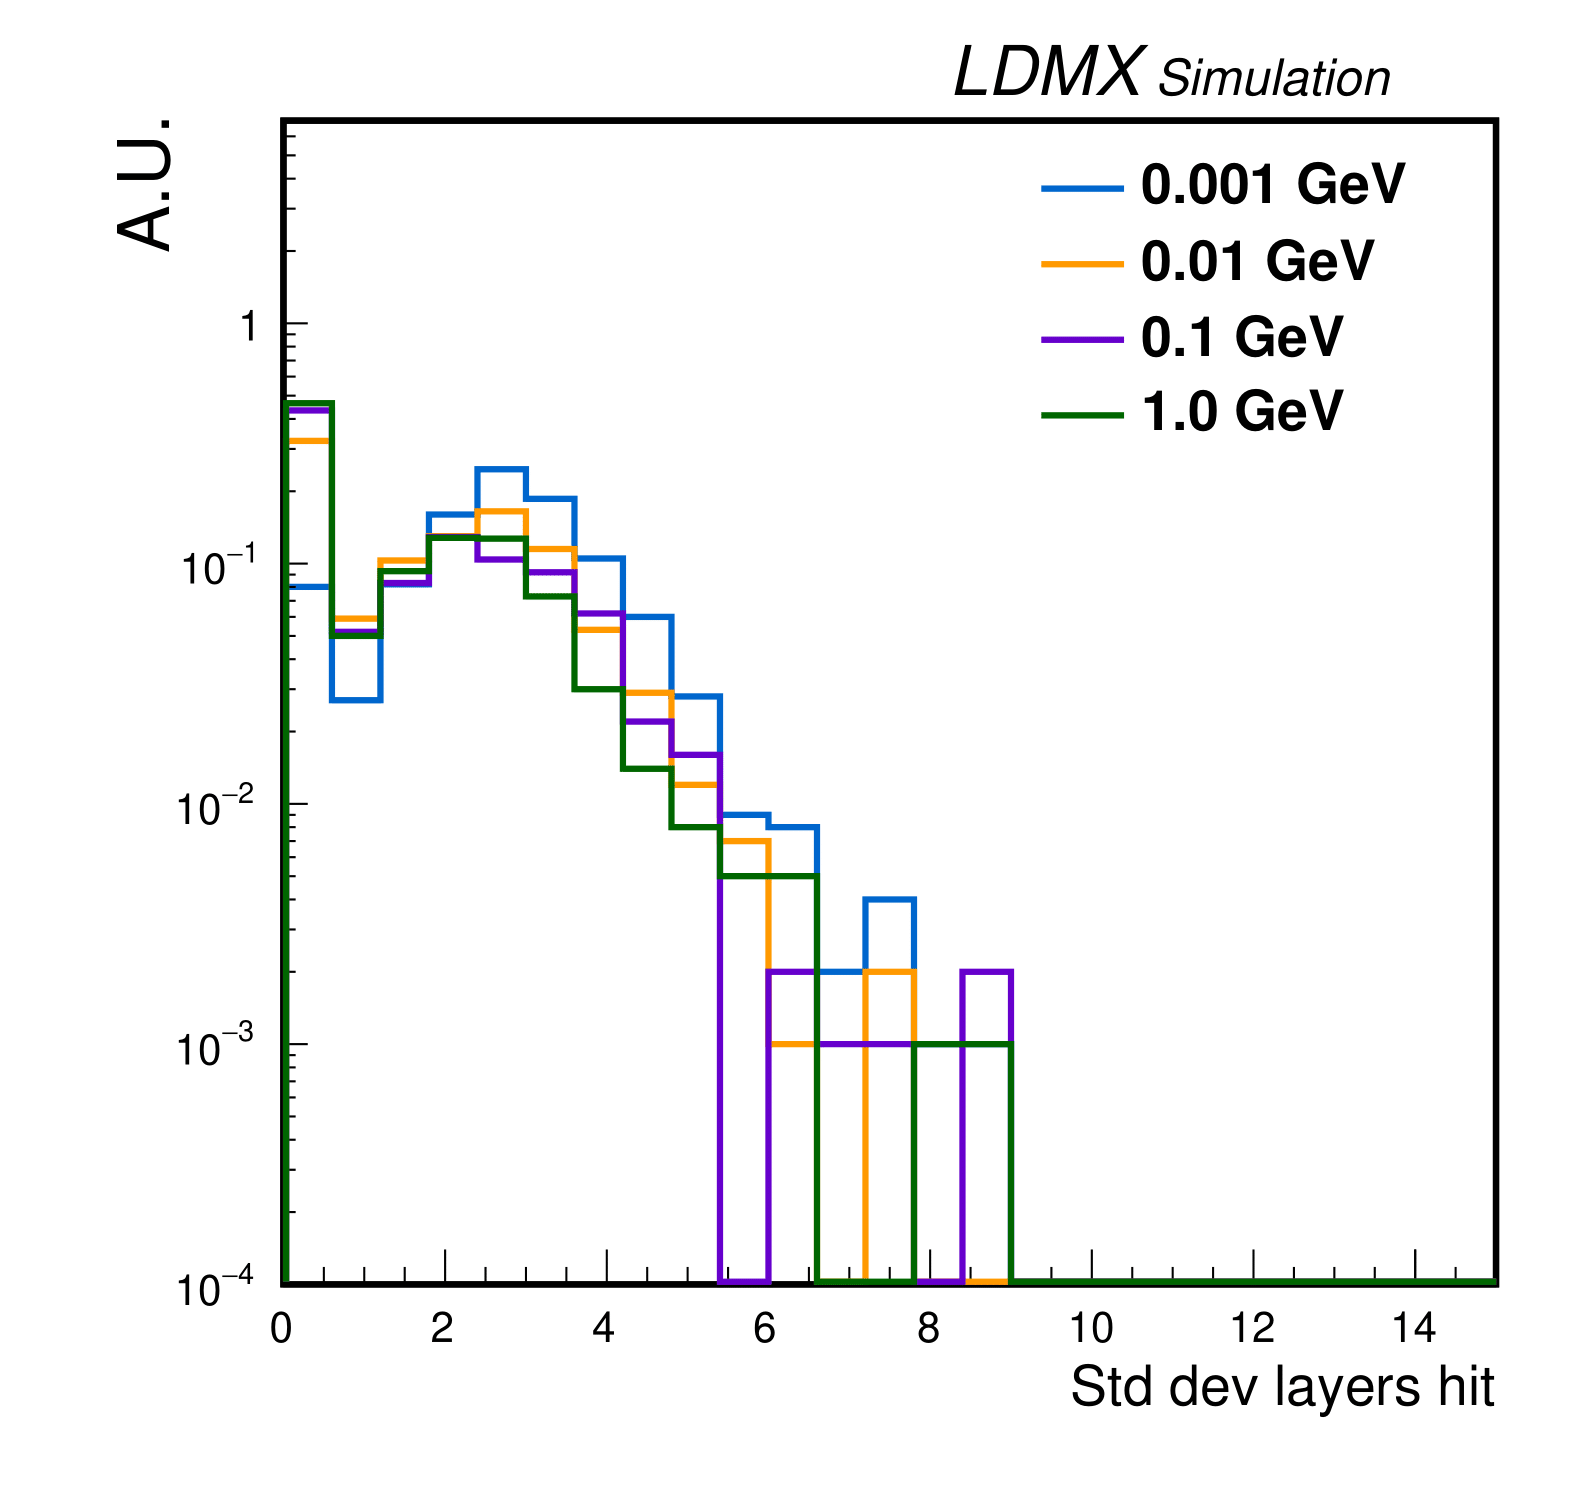 LDMX Simulation
A.U.
0.001 GeV
0.01 GeV
0.1 GeV
1.0 GeV
1
10⁻¹
10⁻²
10⁻³
10⁻⁴
0 2 4 6 8 10 12 14
Std dev layers hit